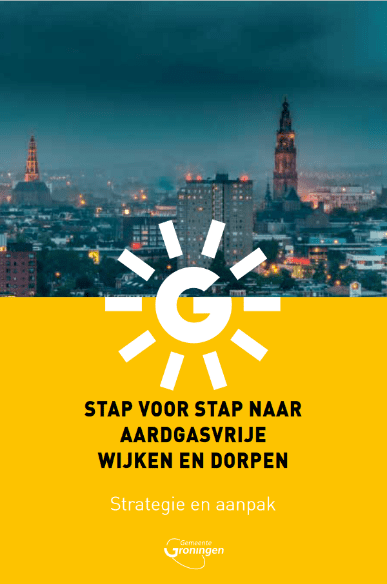 G
STAP VOOR STAP NAAR
AARDGASVRIJE
WIJKEN EN DORPEN
Strategie en aanpak
Gemeente
Groningen